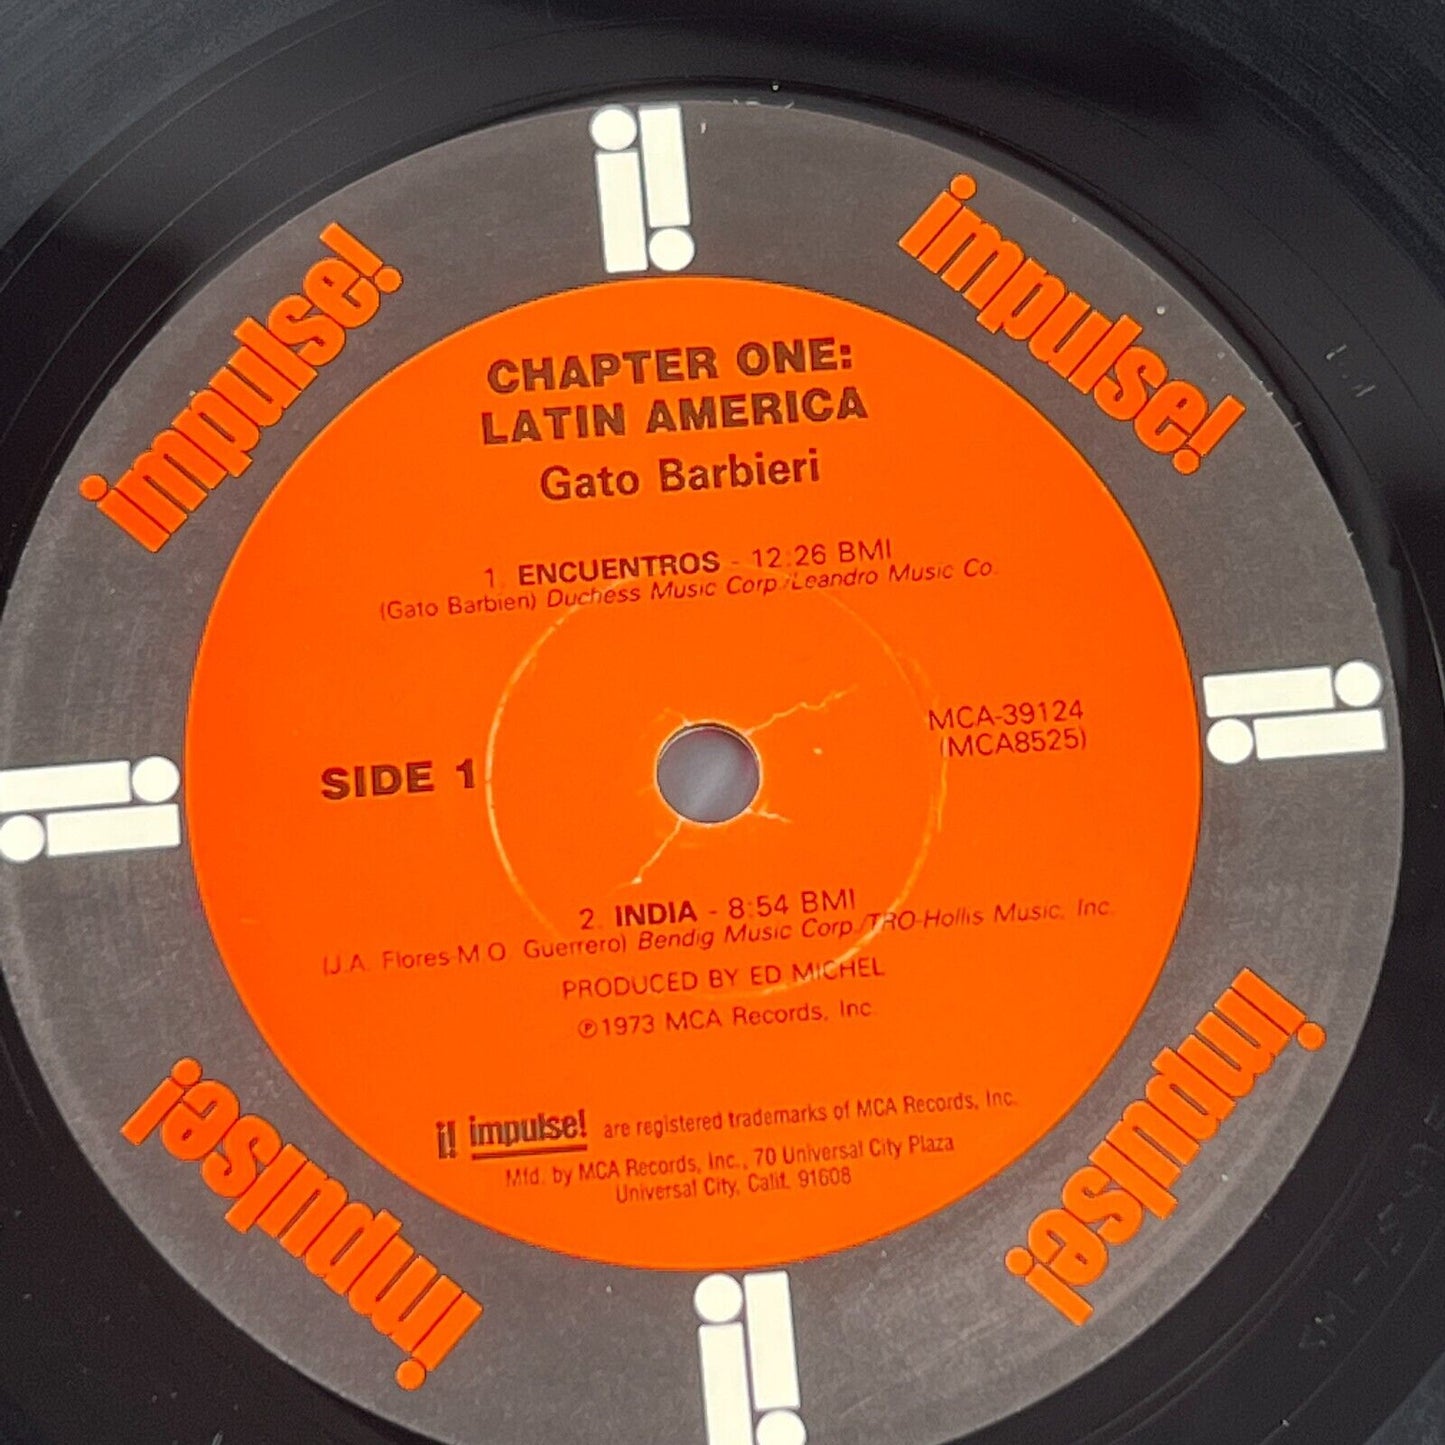 impulse!
impulse!
CHAPTER ONE:
LATIN AMERICA
Gato Barbieri
1. ENCUENTROS - 12:26 BMI
(Gato Barbieri) Duchess Music Corp./Leandro Music Co.
MCA-39124
(MCA8525)
SIDE 1
2. INDIA - 8:54 BMI
(J.A. Flores-M.O. Guerrero) Bendig Music Corp./TRO-Hollis Music, Inc.
PRODUCED BY ED MICHEL
℗1973 MCA Records, Inc.
i! impulse! are registered trademarks of MCA Records, Inc.
Mfd. by MCA Records, Inc., 70 Universal City Plaza
Universal City, Calif. 91608
impulse!
impulse!